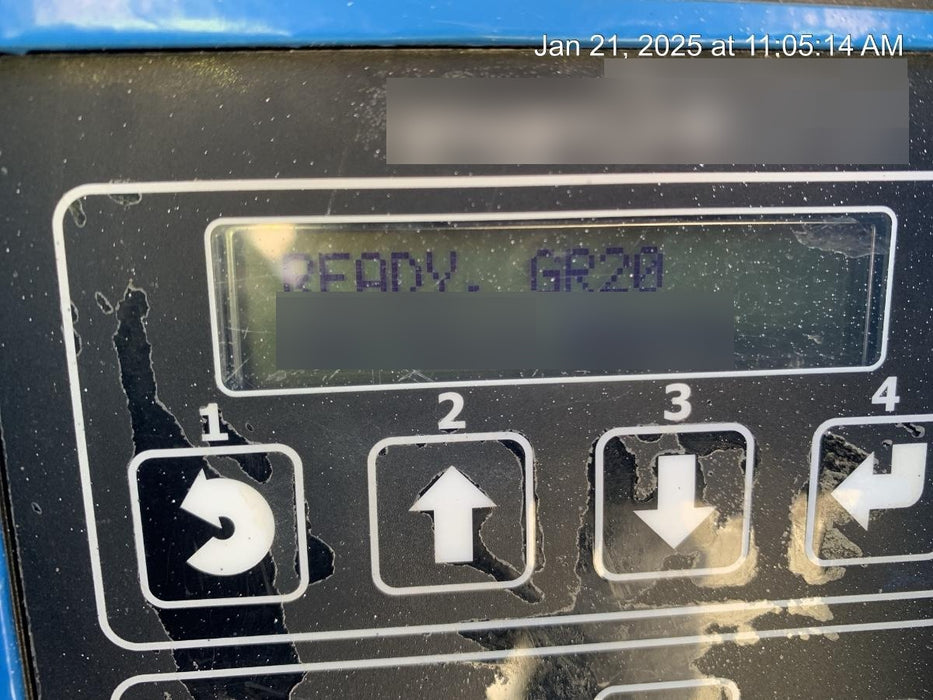 Jan 21, 2025 at 11:05:14 AM
READY. GR20
1 2 3 4